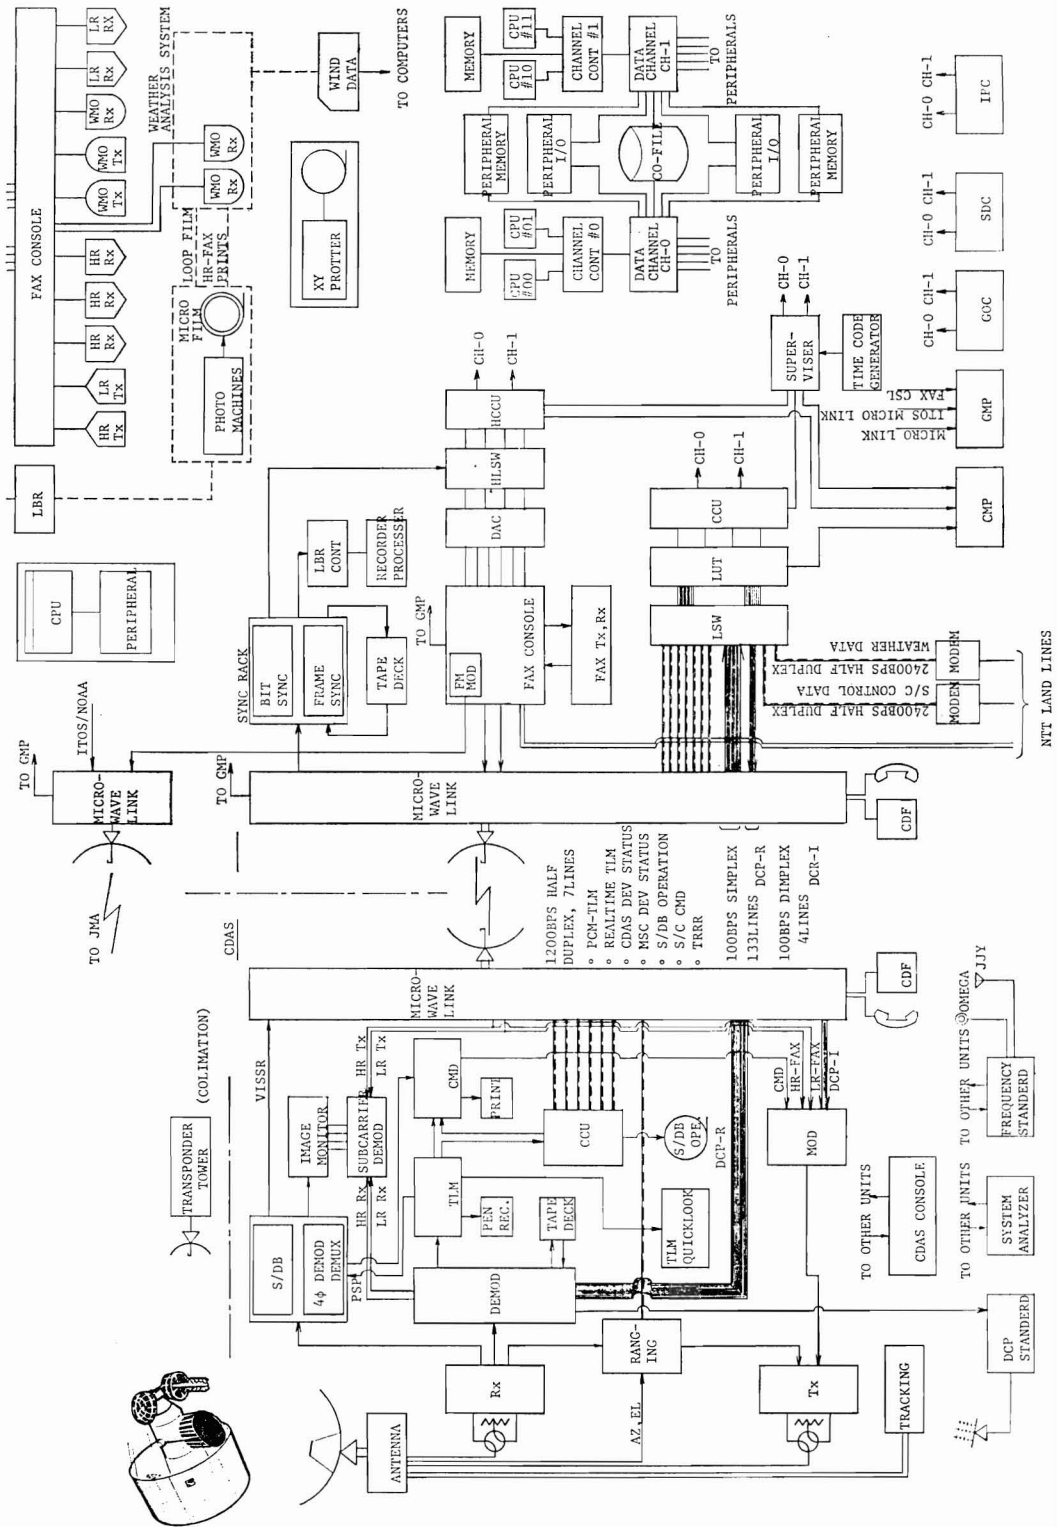 ANTENNA
AZ,EL
TRACKING
Rx
Tx
RANG-
ING
TRANSPONDER
TOWER
(COLIMATION)
CDAS
S/DB
4φ DEMOD
DEMUX
PSP
VISSR
IMAGE
MONITOR
HR Rx
LR Rx
SUBCARRIER
DEMOD
HR Tx
LR Tx
DEMOD
TLM
CMD
PEN
REC.
PRINT
TAPE
DECK
CCU
TLM
QUICKLOOK
S/DB
OPE.
DCP-R
MOD
CMD
HR-FAX
LR-FAX
DCP-I
TO OTHER UNITS
CDAS CONSOLE
DCP
STANDERD
TO OTHER UNITS
SYSTEM
ANALYZER
TO OTHER UNITS
OMEGA
JJY
FREQUENCY
STANDERD
MICRO-
WAVE
LINK
CDF
1200BPS HALF
DUPLEX, 7LINES
° PCM-TLM
° REALTIME TLM
° CDAS DEV STATUS
° MSC DEV STATUS
° S/DB OPERATION
° S/C CMD
° TRRR
100BPS SIMPLEX
133LINES DCP-R
100BPS DIMPLEX
4LINES DCR-I
TO JMA
MICRO-
WAVE
LINK
TO GMP
ITOS/NOAA
TO GMP
MICRO-
WAVE
LINK
CDF
CPU
PERIPHERAL
SYNC RACK
BIT
SYNC
FRAME
SYNC
TAPE
DECK
LBR
CONT
RECORDER
PROCESSER
TO GMP
FM
MOD
FAX CONSOLE
FAX Tx,Rx
DAC
HLSW
HCCU
CH-0
CH-1
LSW
LUT
CCU
CH-0
CH-1
2400BPS HALF DUPLEX
S/C CONTROL DATA
2400BPS HALF DUPLEX
WEATHER DATA
MODEM
MODEM
NTT LAND LINES
LBR
FAX CONSOLE
HR
Tx
LR
Tx
HR
Rx
HR
Rx
HR
Rx
WMO
Tx
WMO
Tx
WMO
Rx
LR
Rx
LR
RX
PHOTO
MACHINES
MICRO
FILM
LOOP FILM
HR-FAX
PRINTS
WMO
Rx
WMO
Rx
WEATHER
ANALYSIS SYSTEM
XY
PROTTER
WIND
DATA
TO COMPUTERS
SUPER-
VISER
CH-0
CH-1
TIME CODE
GENERATOR
MEMORY
CPU
#00
CPU
#01
CHANNEL
CONT #0
DATA
CHANNEL
CH-0
TO
PERIPHERALS
PERIPHERAL
MEMORY
PERIPHERAL
I/O
CO-FILE
PERIPHERAL
I/O
PERIPHERAL
MEMORY
MEMORY
CPU
#10
CPU
#11
CHANNEL
CONT #1
DATA
CHANNEL
CH-1
TO
PERIPHERALS
CMP
MICRO LINK
ITOS MICRO LINK
FAX CSL
GMP
CH-0 CH-1
GOC
CH-0 CH-1
SDC
CH-0 CH-1
IPC